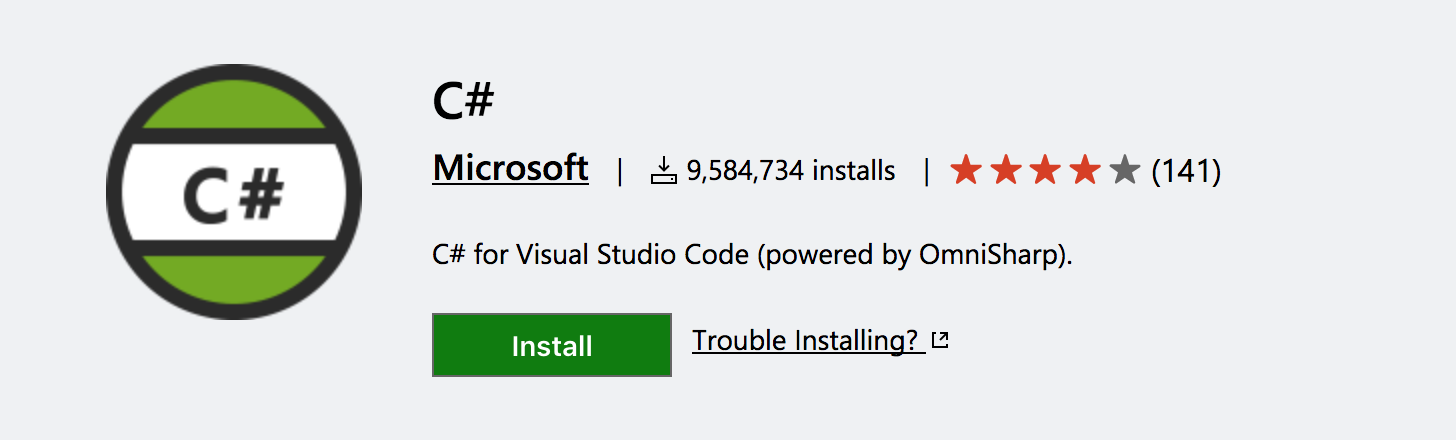 C#
C#
Microsoft | 9,584,734 installs | (141)
C# for Visual Studio Code (powered by OmniSharp).
Install Trouble Installing?